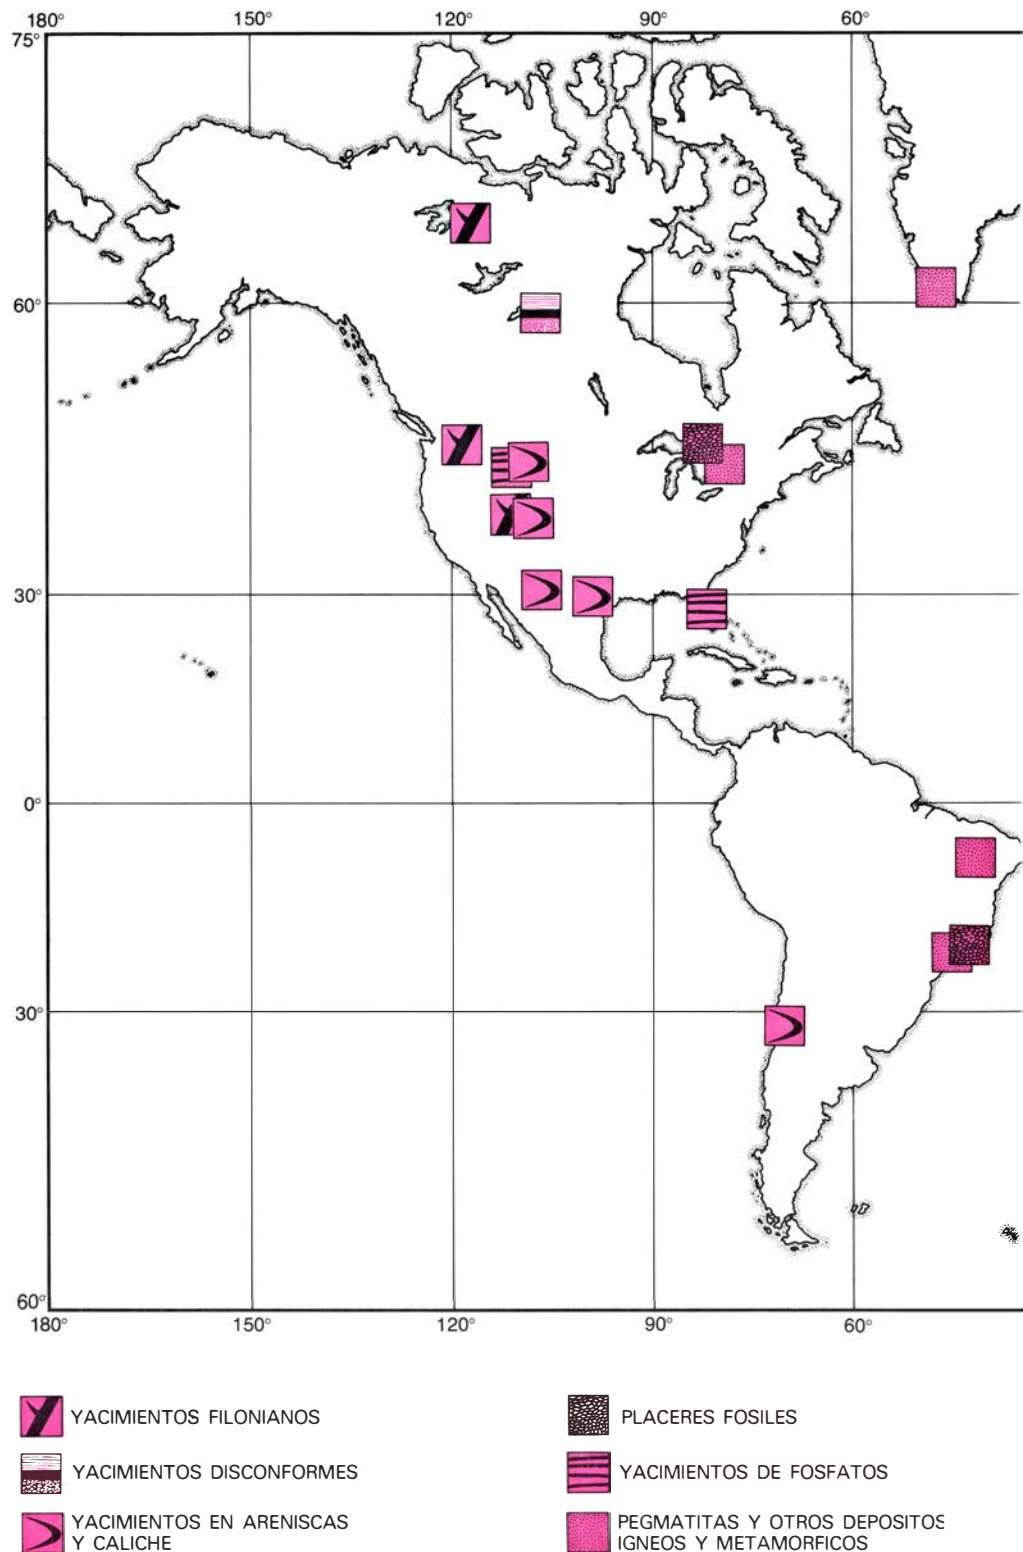 180° 150° 120° 90° 60°
75°
60°
30°
0°
30°
60°
180° 150° 120° 90° 60°
YACIMIENTOS FILONIANOS
PLACERES FOSILES
YACIMIENTOS DISCONFORMES
YACIMIENTOS DE FOSFATOS
YACIMIENTOS EN ARENISCAS
Y CALICHE
PEGMATITAS Y OTROS DEPOSITOS
IGNEOS Y METAMORFICOS